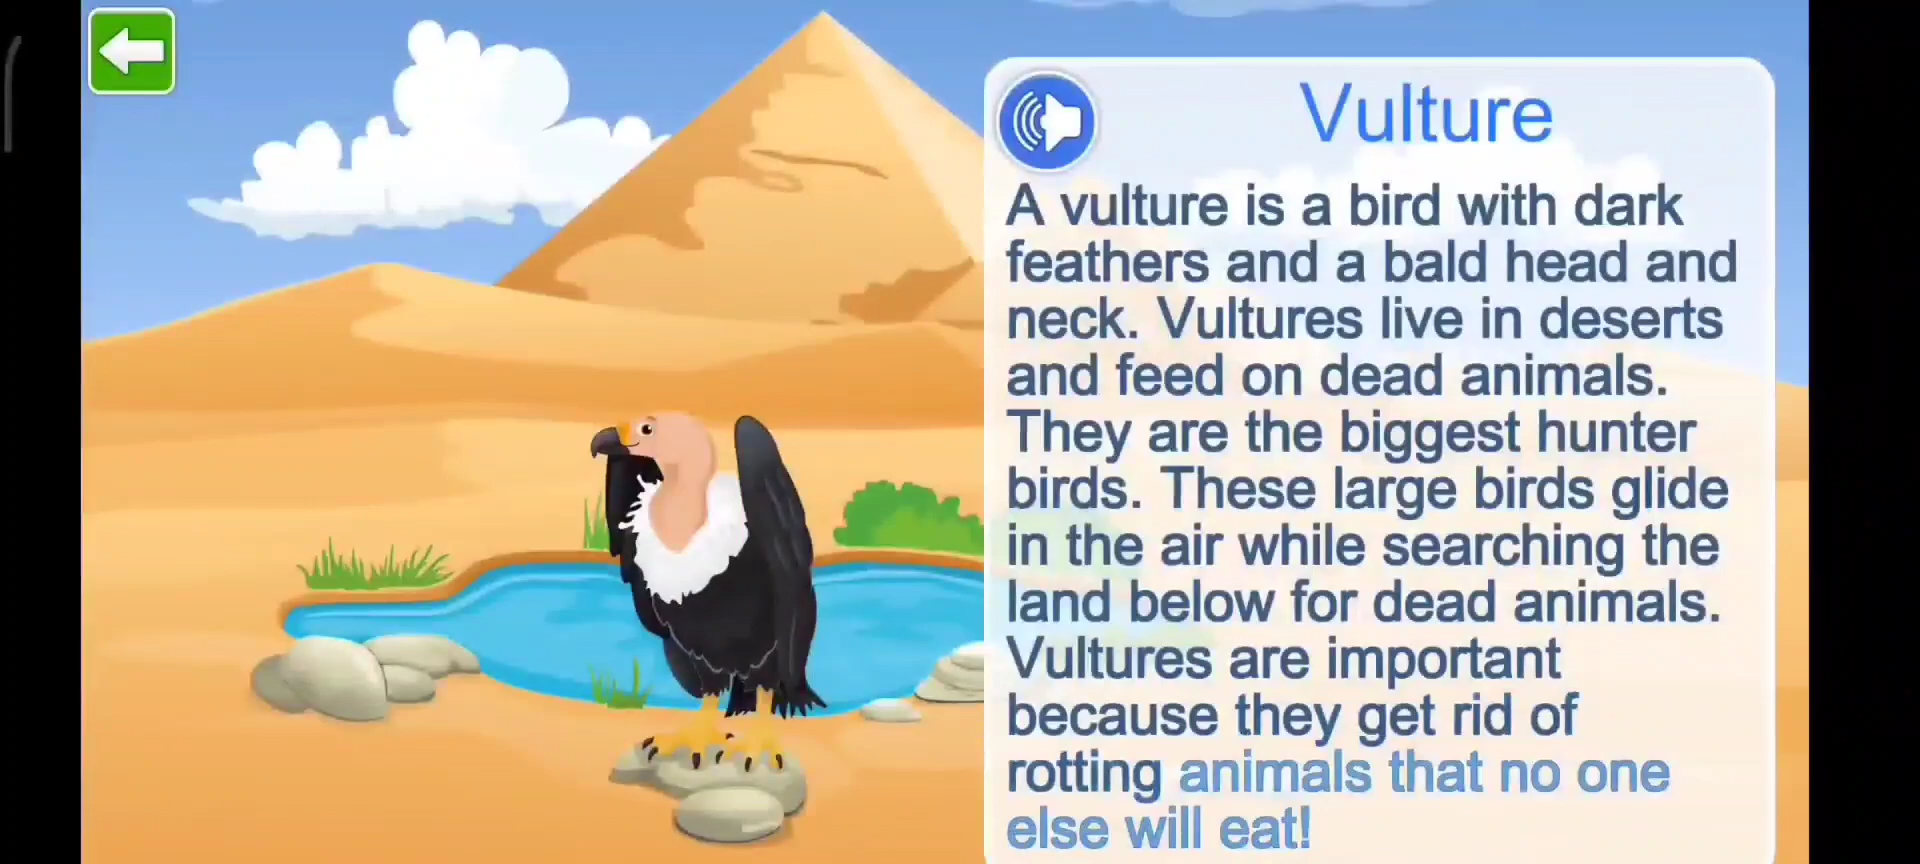 Vulture
A vulture is a bird with dark
feathers and a bald head and
neck. Vultures live in deserts
and feed on dead animals.
They are the biggest hunter
birds. These large birds glide
in the air while searching the
land below for dead animals.
Vultures are important
because they get rid of
rotting animals that no one
else will eat!